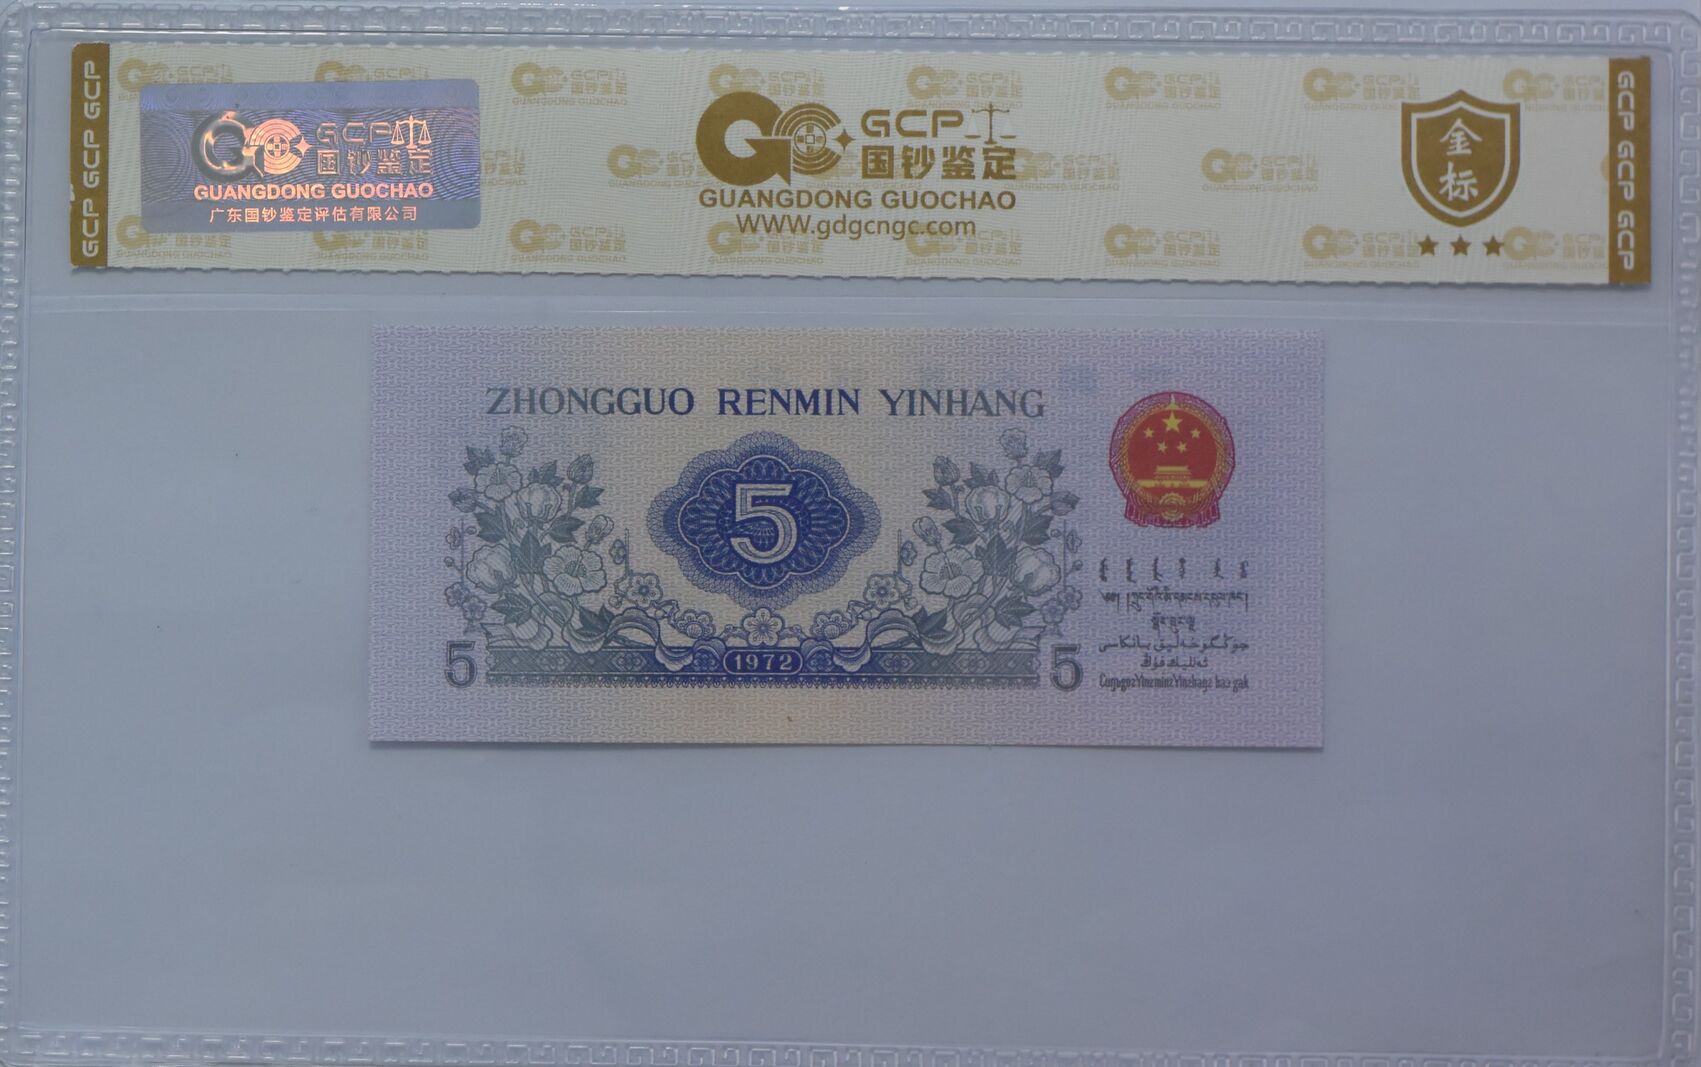 GCP GCP GCP
GCP
国钞鉴定
GUANGDONG GUOCHAO
广东国钞鉴定评估有限公司
GCP
国钞鉴定
GUANGDONG GUOCHAO
WWW.gdgcngc.com
金标
GCP GCP GCP
ZHONGGUO RENMIN YINHANG
5
1972
5
5